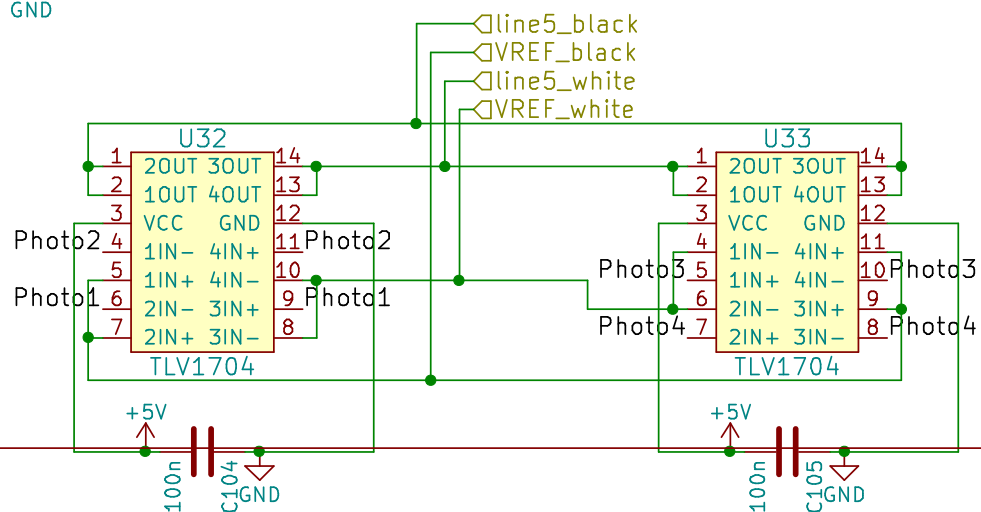 GND
line5_black
VREF_black
line5_white
VREF_white
U32
1 2OUT 3OUT 14
2 1OUT 4OUT 13
3 VCC GND 12
Photo2 4 1IN- 4IN+ 11 Photo2
5 1IN+ 4IN- 10
Photo1 6 2IN- 3IN+ 9 Photo1
7 2IN+ 3IN- 8
TLV1704
U33
1 2OUT 3OUT 14
2 1OUT 4OUT 13
3 VCC GND 12
4 1IN- 4IN+ 11
Photo3 5 1IN+ 4IN- 10 Photo3
6 2IN- 3IN+ 9
Photo4 7 2IN+ 3IN- 8 Photo4
TLV1704
+5V
100n
C104
GND
+5V
100n
C105
GND